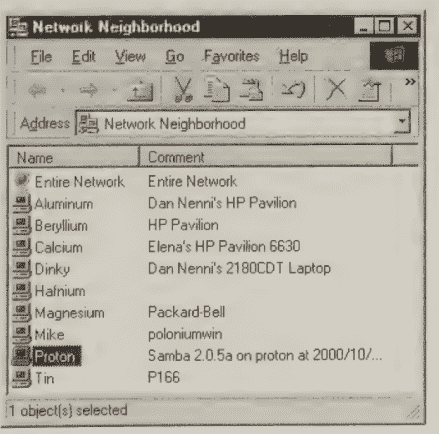 Network Neighborhood
File Edit View Go Favorites Help
»
Address Network Neighborhood
Name Comment
Entire Network Entire Network
Aluminum Dan Nenni's HP Pavilion
Beryllium HP Pavilion
Calcium Elena's HP Pavilion 6630
Dinky Dan Nenni's 2180CDT Laptop
Hafnium
Magnesium Packard-Bell
Mike poloniumwin
Proton Samba 2.0.5a on proton at 2000/10/...
Tin P166
1 object(s) selected